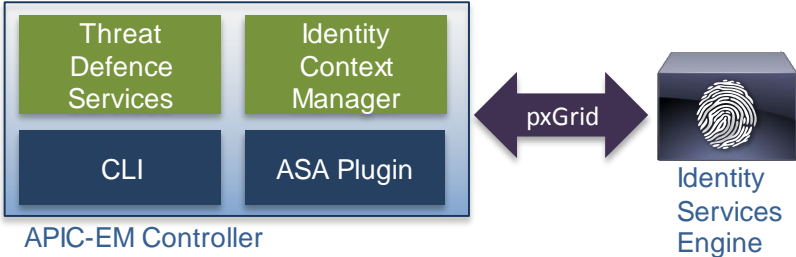 Threat
Defence
Services
Identity
Context
Manager
CLI
ASA Plugin
APIC-EM Controller
pxGrid
Identity
Services
Engine